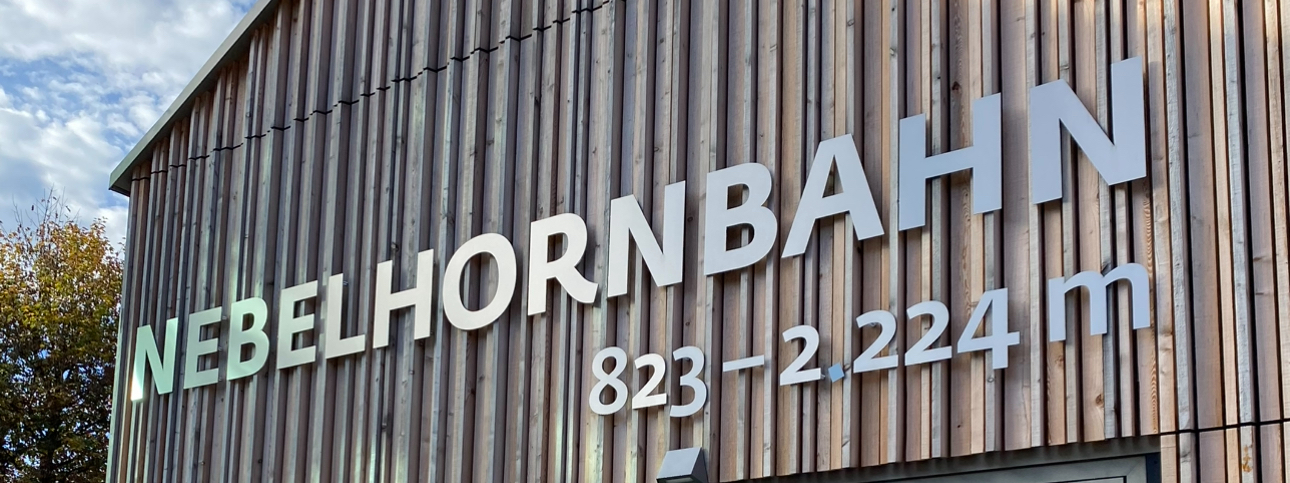 NEBELHORNBAHN
823 – 2.224 m